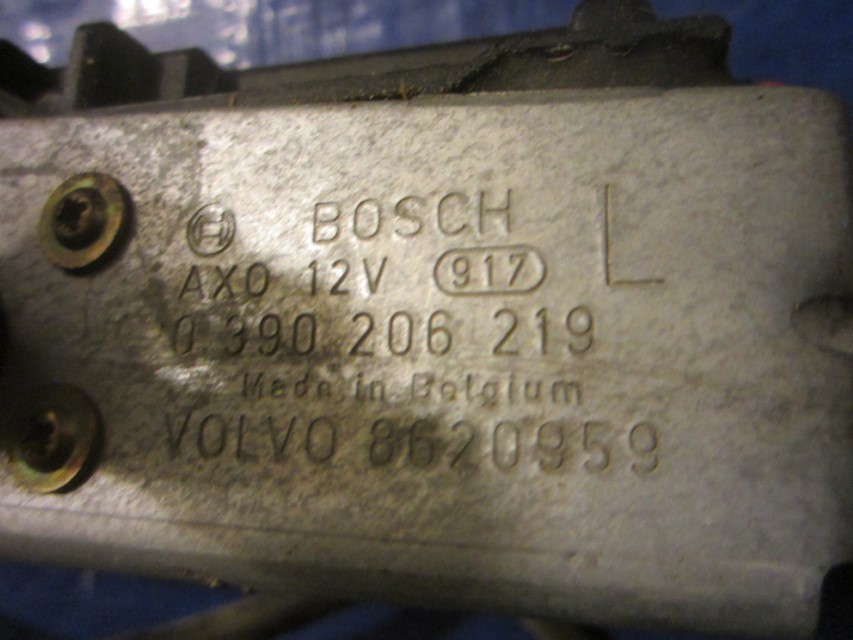 BOSCH L
AXO 12V 917
0 390 206 219
Made in Belgium
VOLVO 8620959